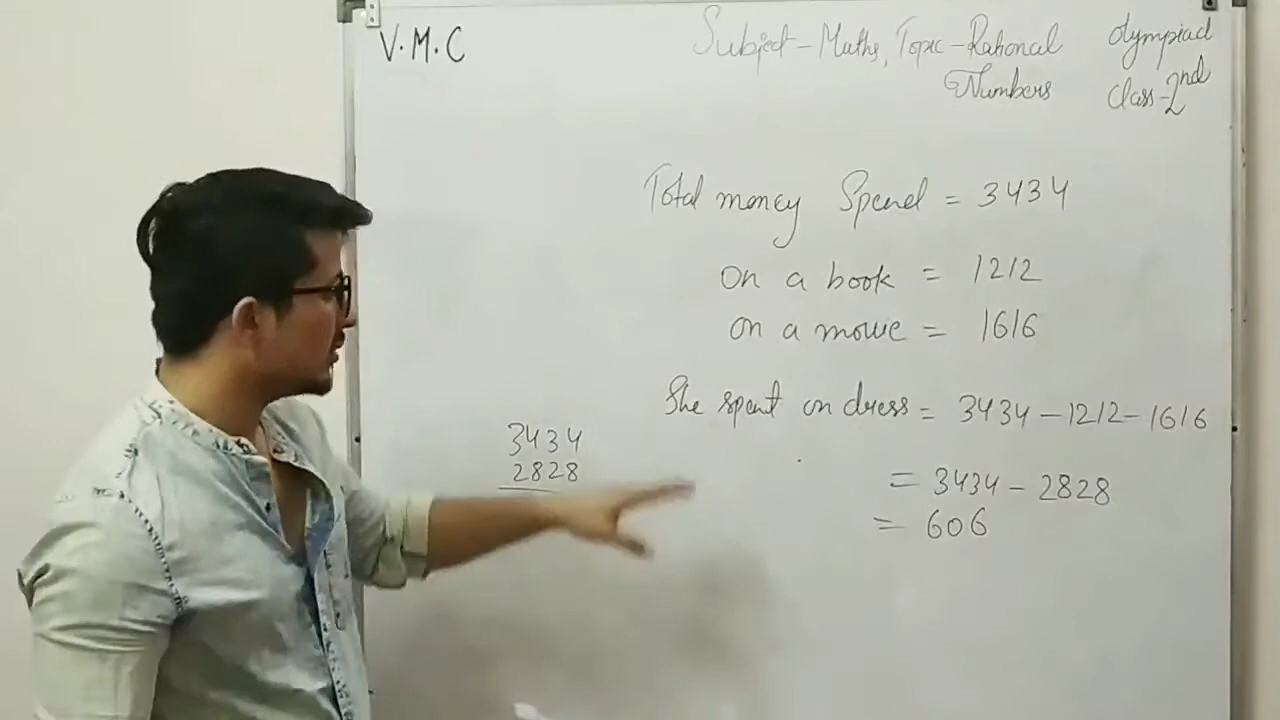 V.M.C
Subject-Maths, Topic-Rational Numbers
Olympiad
Class-2nd
Total money Spend = 3434
On a book = 1212
on a movie = 1616
She spent on dress = 3434-1212-1616
= 3434-2828
= 606
3434
2828